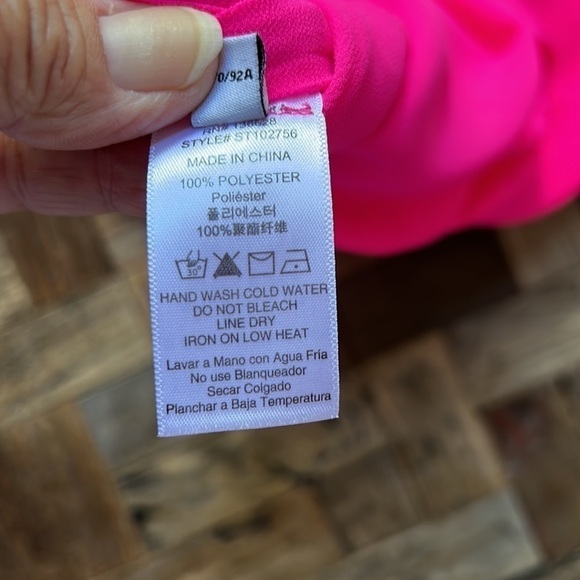 0/92A
STYLE# ST102756
MADE IN CHINA
100% POLYESTER
Poliéster
폴리에스터
100%聚酯纤维
30°
HAND WASH COLD WATER
DO NOT BLEACH
LINE DRY
IRON ON LOW HEAT
Lavar a Mano con Agua Fría
No use Blanqueador
Secar Colgado
Planchar a Baja Temperatura